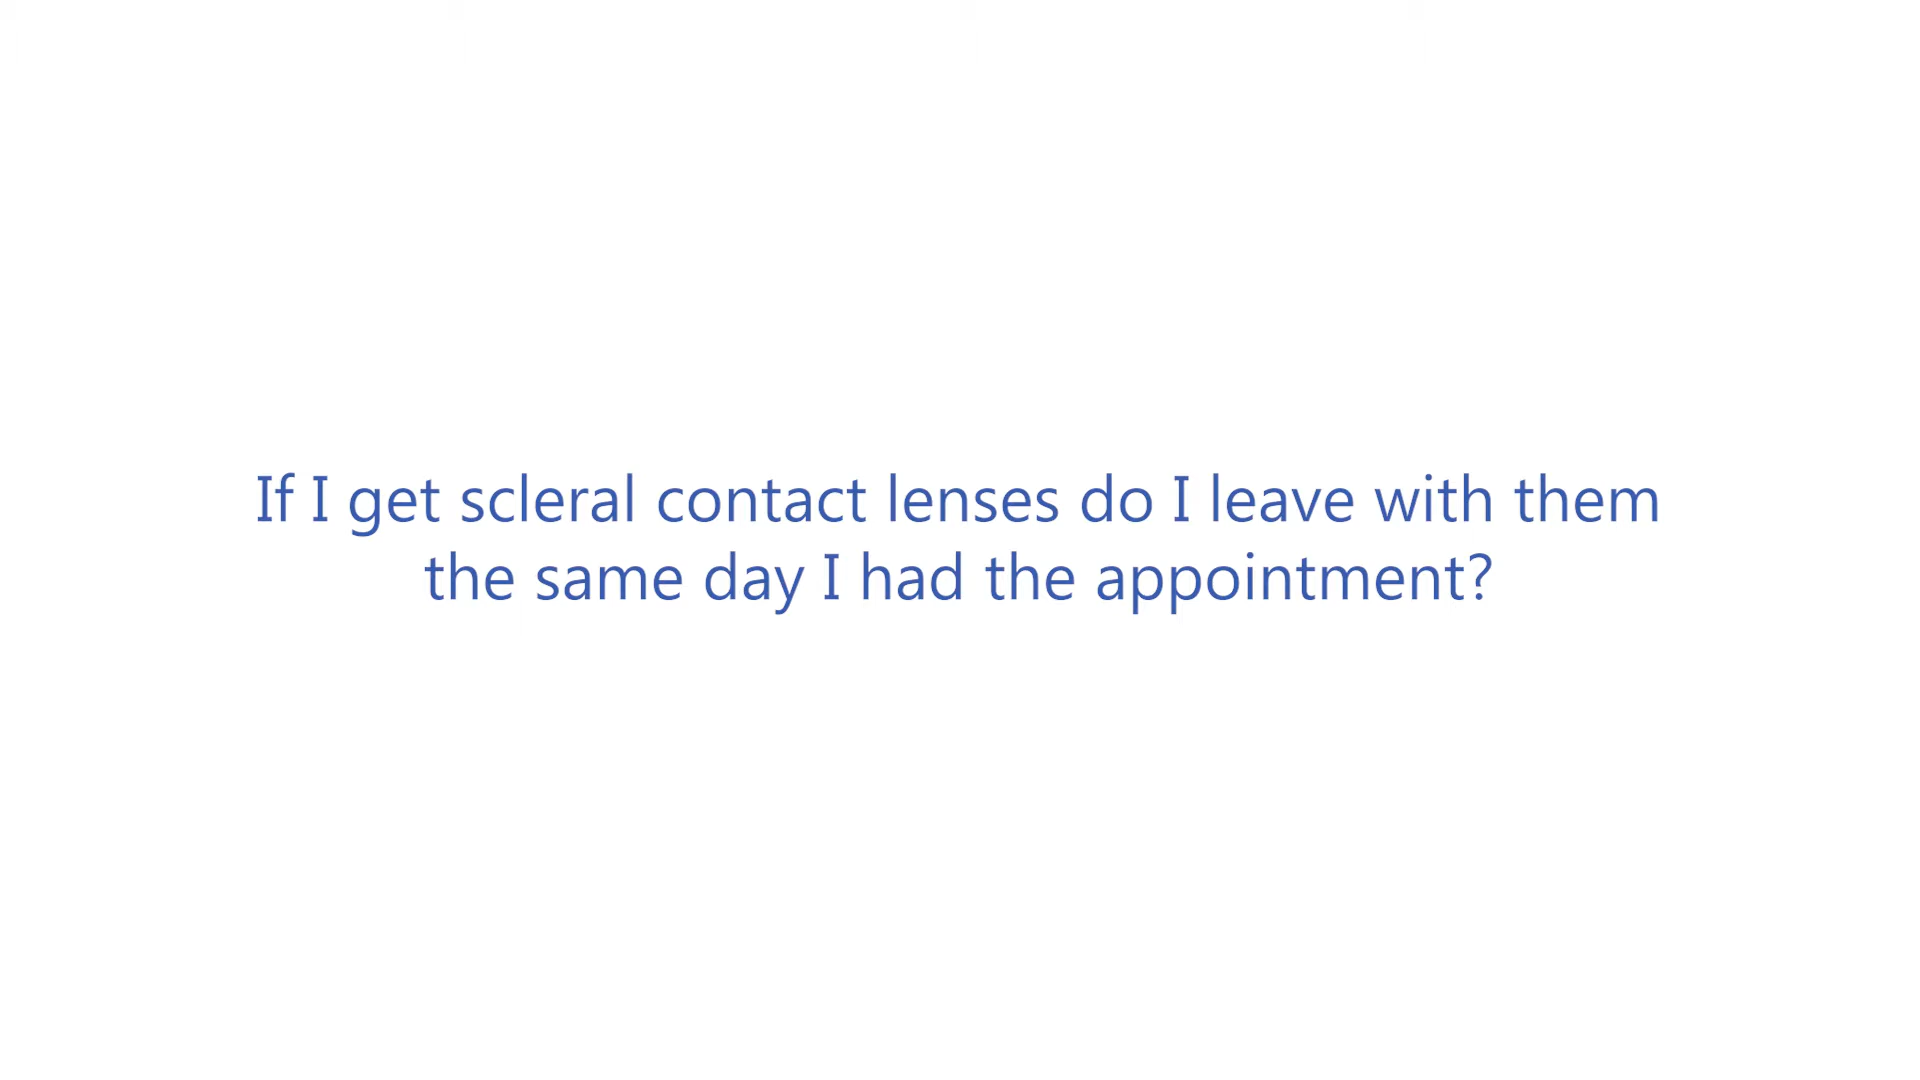 If I get scleral contact lenses do I leave with them
the same day I had the appointment?